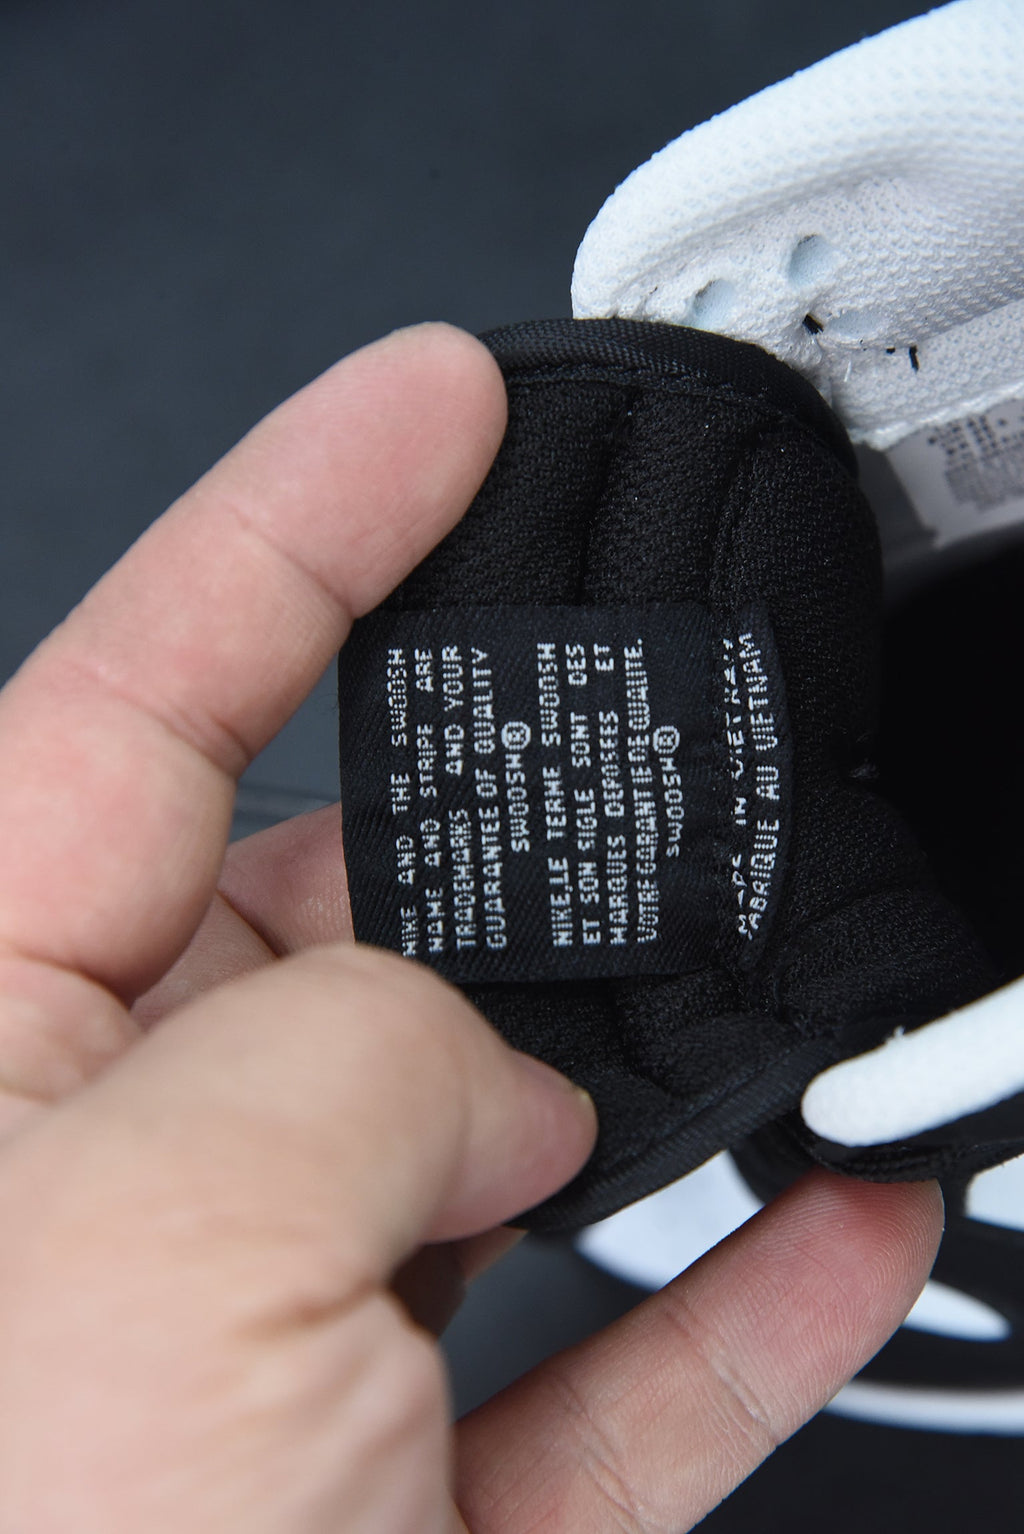 NIKE AND THE SWOOSH
NAME AND STRIPE ARE
TRADEMARKS AND YOUR
GUARANTEE OF QUALITY
SWOOSH®
NIKE,LE TERME SWOOSH
ET SON SIGLE SONT DES
MARQUES DEPOSEES ET
VOTRE GARANTIE DE QUALITE.
SWOOSH®
MADE IN VIETNAM
FABRIQUE AU VIETNAM